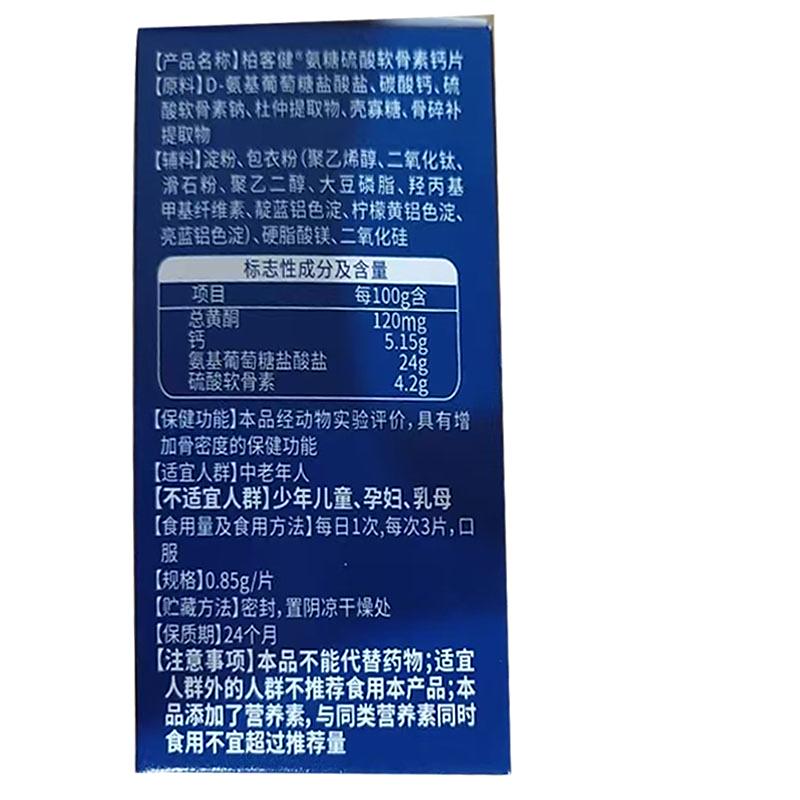 【产品名称】柏客健®氨糖硫酸软骨素钙片
【原料】D-氨基葡萄糖盐酸盐、碳酸钙、硫
酸软骨素钠、杜仲提取物、壳寡糖、骨碎补
提取物
【辅料】淀粉、包衣粉(聚乙烯醇、二氧化钛、
滑石粉、聚乙二醇、大豆磷脂、羟丙基
甲基纤维素、靛蓝铝色淀、柠檬黄铝色淀、
亮蓝铝色淀)、硬脂酸镁、二氧化硅
标志性成分及含量
项目 每100g含
总黄酮 120mg
钙 5.15g
氨基葡萄糖盐酸盐 24g
硫酸软骨素 4.2g
【保健功能】本品经动物实验评价,具有增
加骨密度的保健功能
【适宜人群】中老年人
【不适宜人群】少年儿童、孕妇、乳母
【食用量及食用方法】每日1次,每次3片,口
服
【规格】0.85g/片
【贮藏方法】密封,置阴凉干燥处
【保质期】24个月
【注意事项】本品不能代替药物;适宜
人群外的人群不推荐食用本产品;本
品添加了营养素,与同类营养素同时
食用不宜超过推荐量